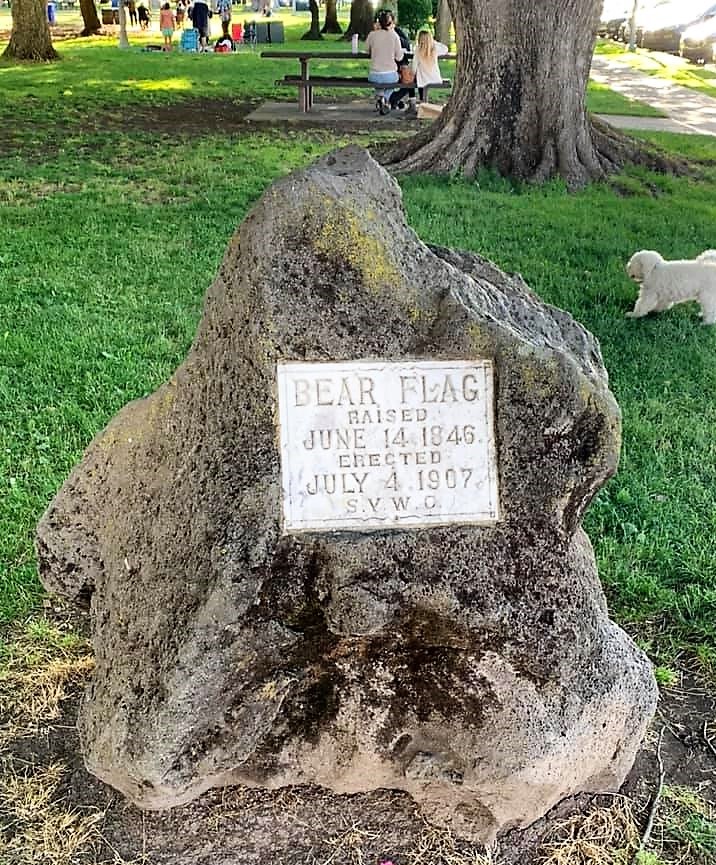 BEAR FLAG
RAISED
JUNE 14 1846.
ERECTED
JULY 4 1907.
S.V.W.C.